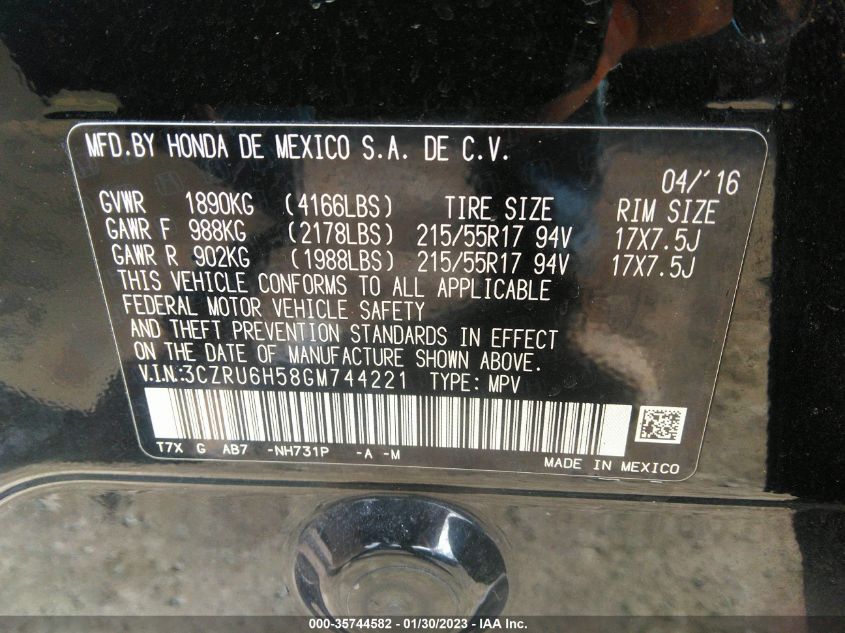 MFD.BY HONDA DE MEXICO S.A. DE C.V.
04/'16
GVWR 1890KG (4166LBS) TIRE SIZE RIM SIZE
GAWR F 988KG (2178LBS) 215/55R17 94V 17X7.5J
GAWR R 902KG (1988LBS) 215/55R17 94V 17X7.5J
THIS VEHICLE CONFORMS TO ALL APPLICABLE
FEDERAL MOTOR VEHICLE SAFETY
AND THEFT PREVENTION STANDARDS IN EFFECT
ON THE DATE OF MANUFACTURE SHOWN ABOVE.
V.I.N:3CZRU6H58GM744221 TYPE: MPV
T7X G AB7 -NH731P -A -M
MADE IN MEXICO
000-35744582 / 01/30/2023 - IAA Inc.